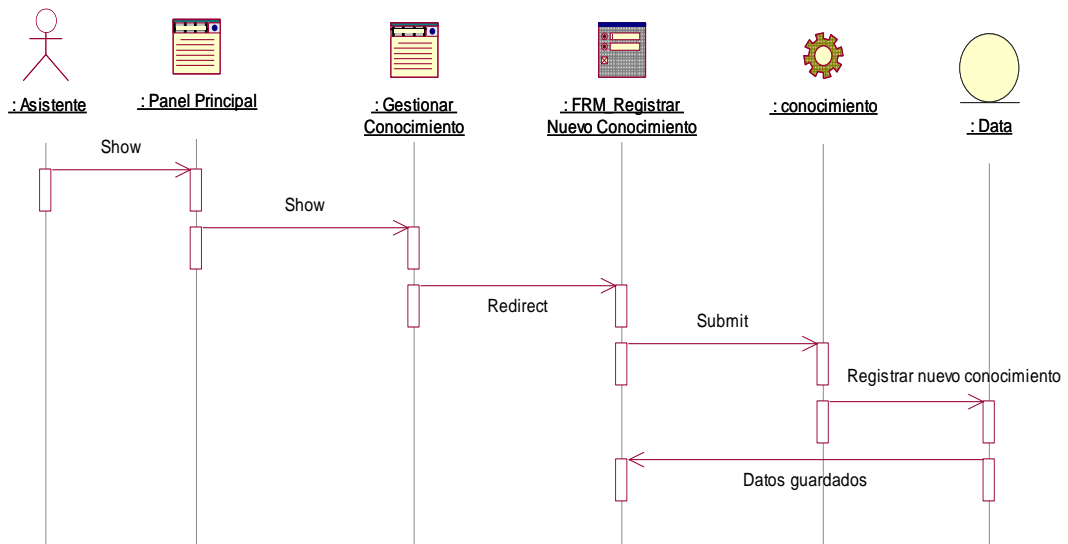 : Asistente
: Panel Principal
: Gestionar
Conocimiento
: FRM_Registrar
Nuevo Conocimiento
: conocimiento
: Data
Show
Show
Redirect
Submit
Registrar nuevo conocimiento
Datos guardados